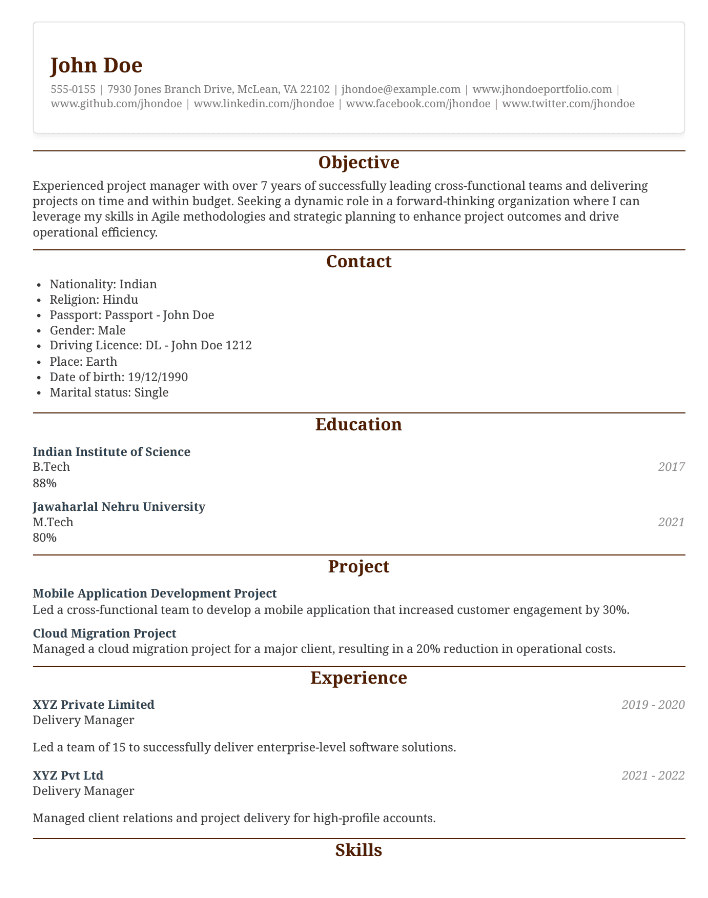 John Doe
555-0155 | 7930 Jones Branch Drive, McLean, VA 22102 | jhondoe@example.com | www.jhondoeportfolio.com |
www.github.com/jhondoe | www.linkedin.com/jhondoe | www.facebook.com/jhondoe | www.twitter.com/jhondoe
Objective
Experienced project manager with over 7 years of successfully leading cross-functional teams and delivering
projects on time and within budget. Seeking a dynamic role in a forward-thinking organization where I can
leverage my skills in Agile methodologies and strategic planning to enhance project outcomes and drive
operational efficiency.
Contact
• Nationality: Indian
• Religion: Hindu
• Passport: Passport - John Doe
• Gender: Male
• Driving Licence: DL - John Doe 1212
• Place: Earth
• Date of birth: 19/12/1990
• Marital status: Single
Education
Indian Institute of Science
B.Tech 2017
88%
Jawaharlal Nehru University
M.Tech 2021
80%
Project
Mobile Application Development Project
Led a cross-functional team to develop a mobile application that increased customer engagement by 30%.
Cloud Migration Project
Managed a cloud migration project for a major client, resulting in a 20% reduction in operational costs.
Experience
XYZ Private Limited 2019 - 2020
Delivery Manager
Led a team of 15 to successfully deliver enterprise-level software solutions.
XYZ Pvt Ltd 2021 - 2022
Delivery Manager
Managed client relations and project delivery for high-profile accounts.
Skills